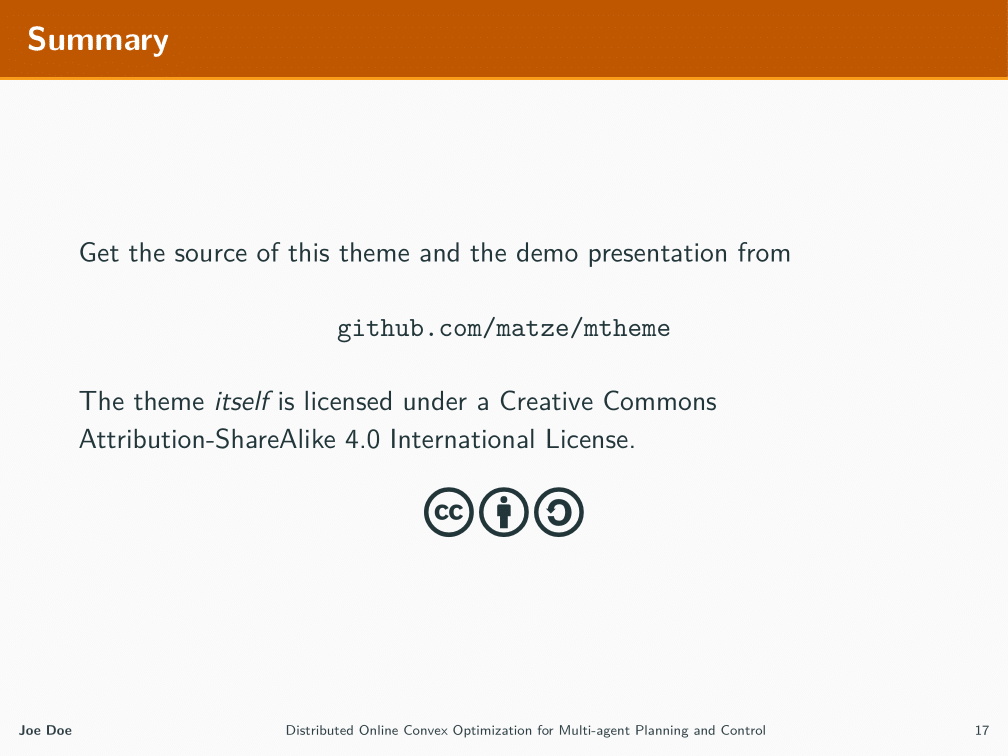 Summary
Get the source of this theme and the demo presentation from
github.com/matze/mtheme
The theme itself is licensed under a Creative Commons
Attribution-ShareAlike 4.0 International License.
cc
Joe Doe
Distributed Online Convex Optimization for Multi-agent Planning and Control
17